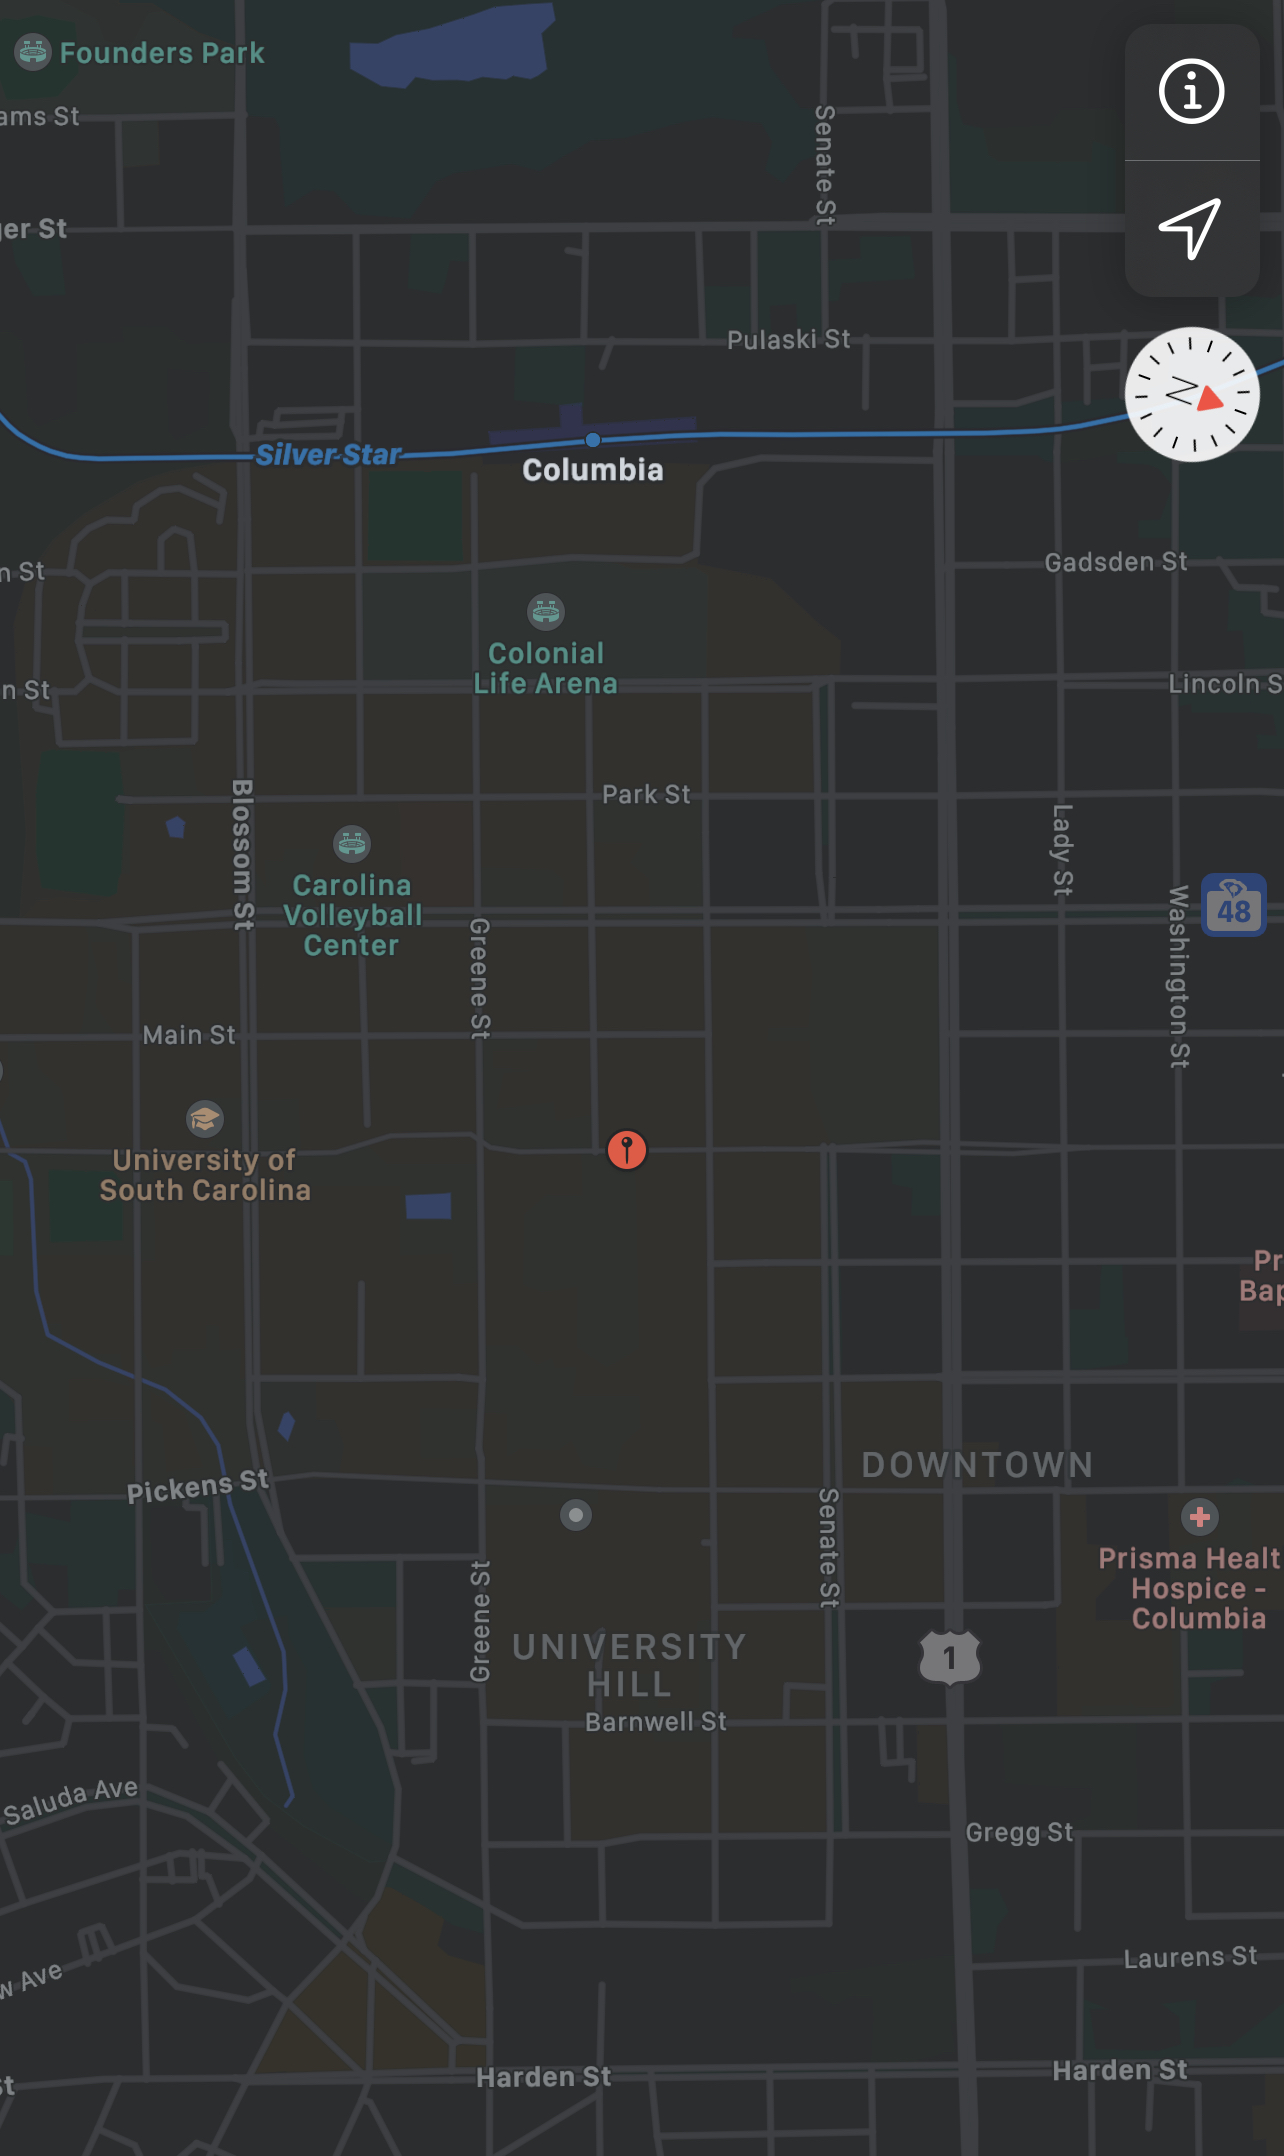 Founders Park
ams St
Senate St
ger St
Pulaski St
Silver Star
Columbia
N
n St
Gadsden St
Colonial
Life Arena
n St
Lincoln S
Park St
Blossom St
Lady St
Carolina
Volleyball
Center
Greene St
Washington St
48
Main St
University of
South Carolina
Pr
Bap
DOWNTOWN
Pickens St
Senate St
Prisma Healt
Hospice -
Columbia
Greene St
UNIVERSITY
HILL
1
Barnwell St
Saluda Ave
Gregg St
w Ave
Laurens St
Harden St
Harden St
St